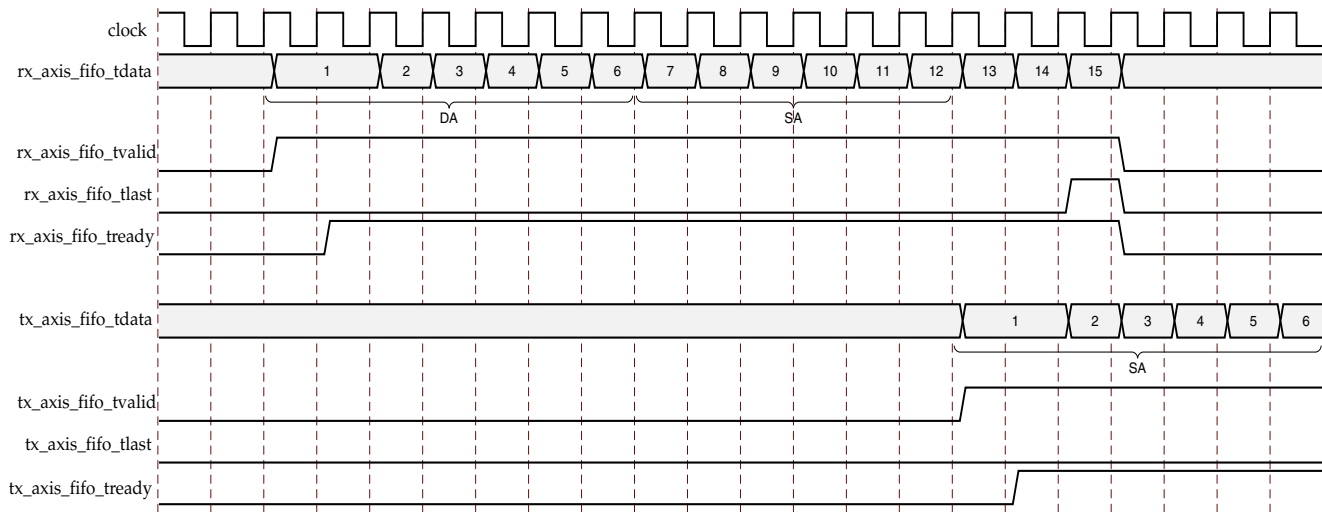 clock
rx_axis_fifo_tdata 1 2 3 4 5 6 7 8 9 10 11 12 13 14 15
DA SA
rx_axis_fifo_tvalid
rx_axis_fifo_tlast
rx_axis_fifo_tready
tx_axis_fifo_tdata 1 2 3 4 5 6
SA
tx_axis_fifo_tvalid
tx_axis_fifo_tlast
tx_axis_fifo_tready